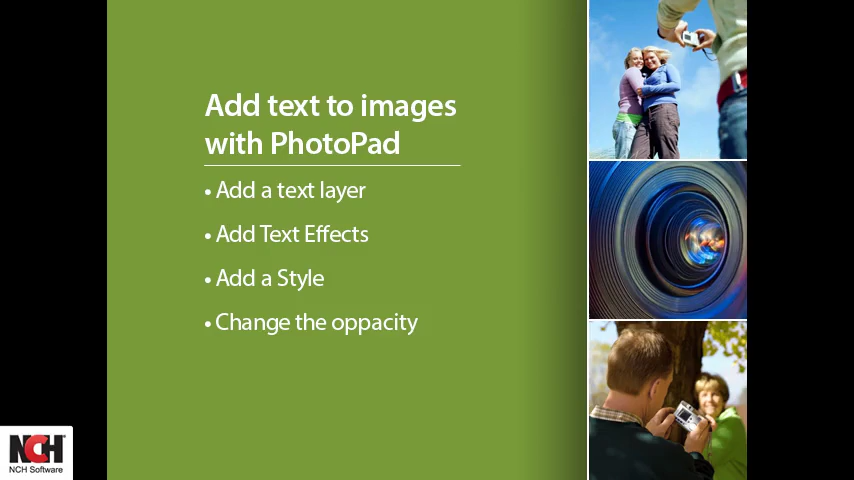 Add text to images
with PhotoPad
• Add a text layer
• Add Text Effects
• Add a Style
• Change the oppacity
NCH®
NCH Software